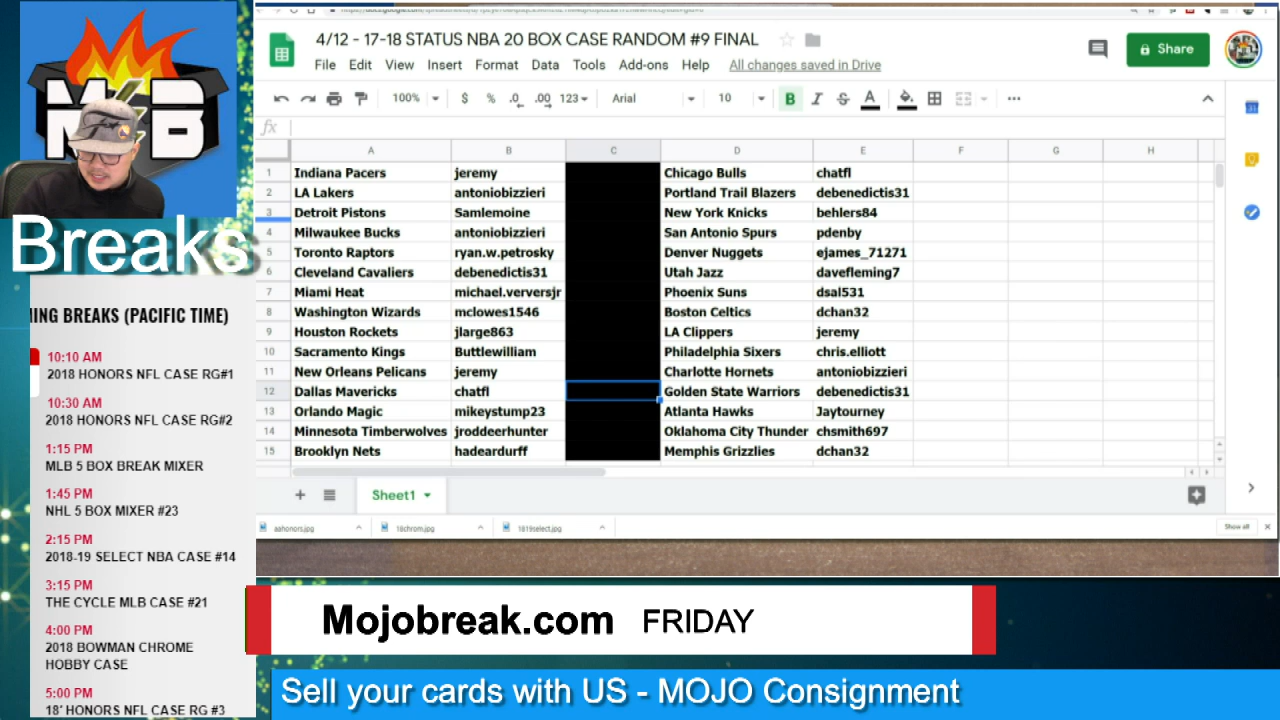 4/12 - 17-18 STATUS NBA 20 BOX CASE RANDOM #9 FINAL
File Edit View Insert Format Data Tools Add-ons Help All changes saved in Drive
Share
100% $ % .0 .00 123 Arial 10 B I S A
fx
A B C D E F G H
1 Indiana Pacers jeremy Chicago Bulls chatfl
2 LA Lakers antoniobizzieri Portland Trail Blazers debenedictis31
3 Detroit Pistons Samlemoine New York Knicks behlers84
4 Milwaukee Bucks antoniobizzieri San Antonio Spurs pdenby
5 Toronto Raptors ryan.w.petrosky Denver Nuggets ejames_71271
6 Cleveland Cavaliers debenedictis31 Utah Jazz davefleming7
7 Miami Heat michael.verversjr Phoenix Suns dsal531
8 Washington Wizards mclowes1546 Boston Celtics dchan32
9 Houston Rockets jlarge863 LA Clippers jeremy
10 Sacramento Kings Buttlewilliam Philadelphia Sixers chris.elliott
11 New Orleans Pelicans jeremy Charlotte Hornets antoniobizzieri
12 Dallas Mavericks chatfl Golden State Warriors debenedictis31
13 Orlando Magic mikeystump23 Atlanta Hawks Jaytourney
14 Minnesota Timberwolves jroddeerhunter Oklahoma City Thunder chsmith697
15 Brooklyn Nets hadeardurff Memphis Grizzlies dchan32
Sheet1
aahonors.jpg 18chrom.jpg 1819select.jpg Show all
Breaks
MING BREAKS (PACIFIC TIME)
10:10 AM
2018 HONORS NFL CASE RG#1
10:30 AM
2018 HONORS NFL CASE RG#2
1:15 PM
MLB 5 BOX BREAK MIXER
1:45 PM
NHL 5 BOX MIXER #23
2:15 PM
2018-19 SELECT NBA CASE #14
3:15 PM
THE CYCLE MLB CASE #21
4:00 PM
2018 BOWMAN CHROME
HOBBY CASE
5:00 PM
18' HONORS NFL CASE RG #3
Mojobreak.com FRIDAY
Sell your cards with US - MOJO Consignment